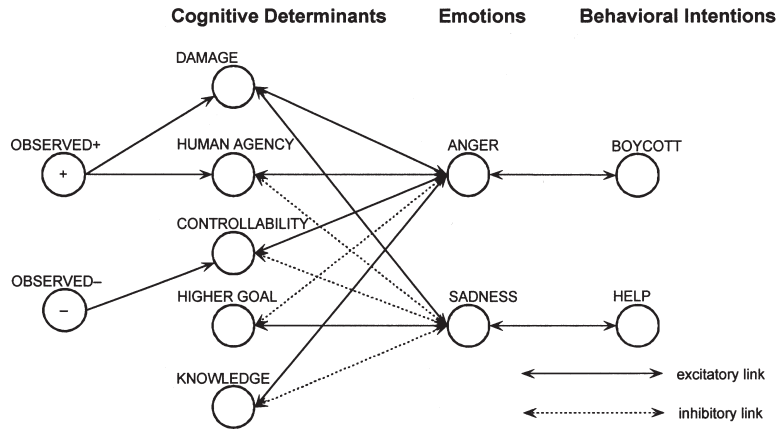 Cognitive Determinants Emotions Behavioral Intentions
DAMAGE
OBSERVED+
+
HUMAN AGENCY
ANGER
BOYCOTT
CONTROLLABILITY
OBSERVED–
–
HIGHER GOAL
SADNESS
HELP
KNOWLEDGE
excitatory link
inhibitory link